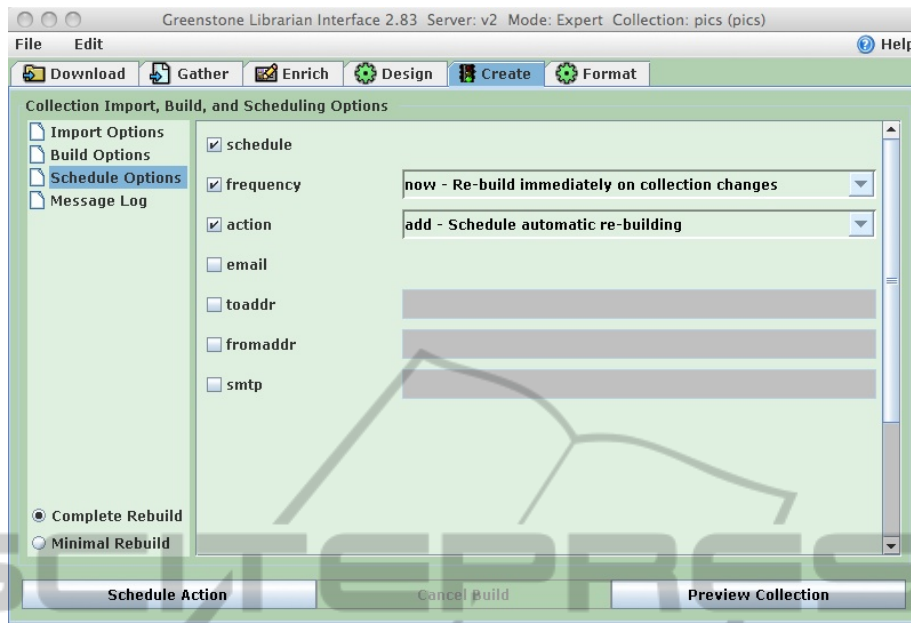 Greenstone Librarian Interface 2.83 Server: v2 Mode: Expert Collection: pics (pics)
File Edit Help
Download Gather Enrich Design Create Format
Collection Import, Build, and Scheduling Options
Import Options
Build Options
Schedule Options
Message Log
schedule
frequency now - Re-build immediately on collection changes
action add - Schedule automatic re-building
email
toaddr
fromaddr
smtp
Complete Rebuild
Minimal Rebuild
SCITEPRES
Schedule Action Cancel Build Preview Collection